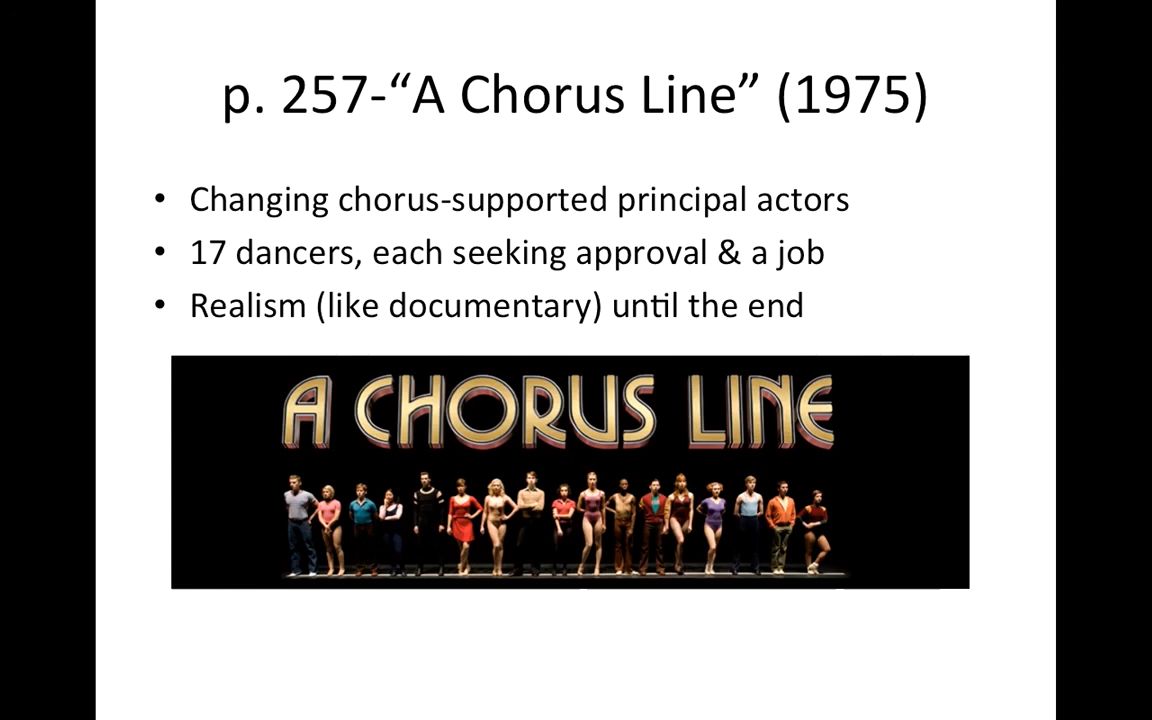 p. 257-“A Chorus Line” (1975)
• Changing chorus-supported principal actors
• 17 dancers, each seeking approval & a job
• Realism (like documentary) until the end
A CHORUS LINE